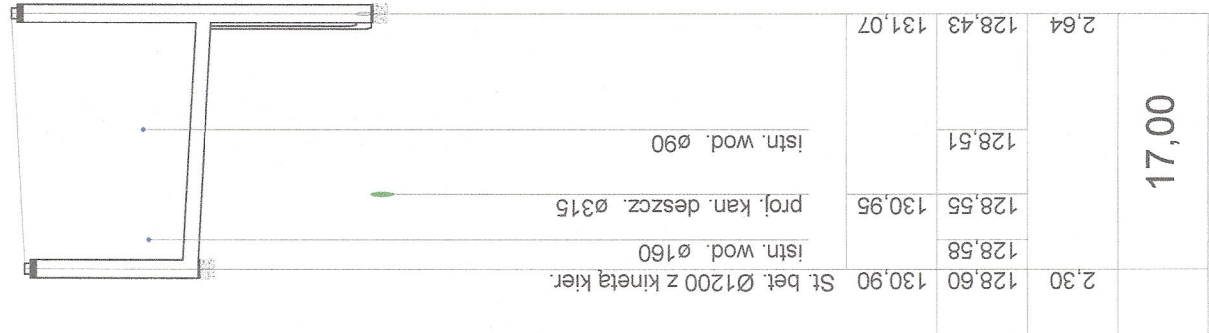 St. bet. Ø1200 z kinetą kier. 130,90 128,60 2,30
istn. wod. ø160 128,58
proj. kan. deszcz. ø315 130,95 128,55
istn. wod. ø90 128,51
131,07 128,43 2,64
17,00